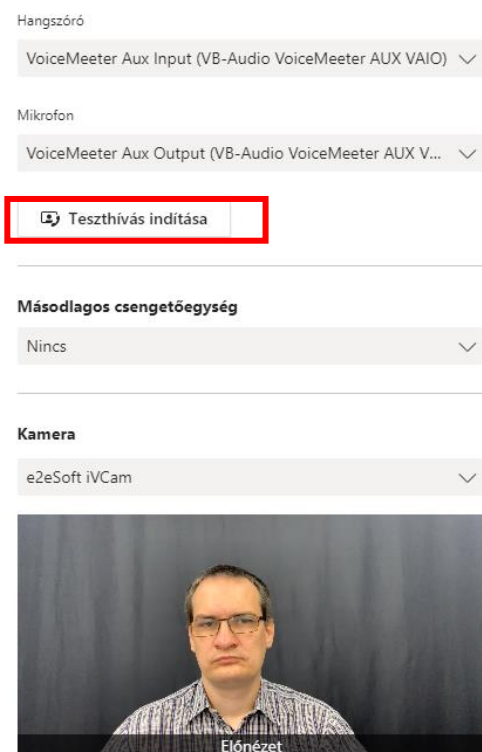 Hangszóró
VoiceMeeter Aux Input (VB-Audio VoiceMeeter AUX VAIO)
Mikrofon
VoiceMeeter Aux Output (VB-Audio VoiceMeeter AUX V...
Teszthívás indítása
Másodlagos csengetőegység
Nincs
Kamera
e2eSoft iVCam
Előnézet